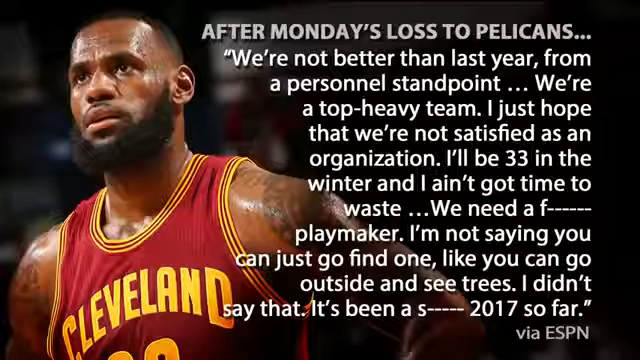 AFTER MONDAY'S LOSS TO PELICANS...
“We're not better than last year, from
a personnel standpoint … We're
a top-heavy team. I just hope
that we're not satisfied as an
organization. I'll be 33 in the
winter and I ain't got time to
waste …We need a f------
playmaker. I'm not saying you
can just go find one, like you can go
outside and see trees. I didn't
say that. It's been a s----- 2017 so far.”
via ESPN
CLEVELAND